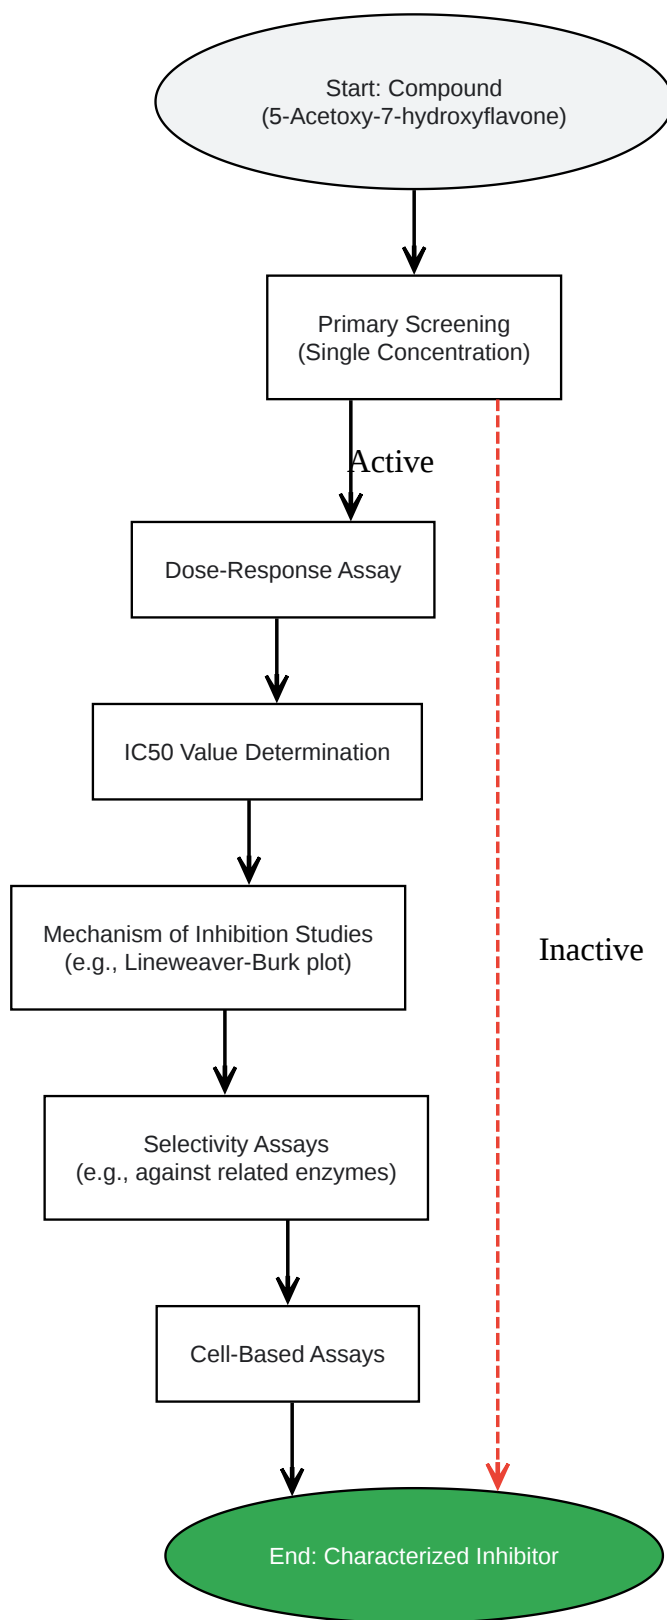 Start: Compound
(5-Acetoxy-7-hydroxyflavone)
Primary Screening
(Single Concentration)
Active
Dose-Response Assay
IC50 Value Determination
Mechanism of Inhibition Studies
(e.g., Lineweaver-Burk plot)
Inactive
Selectivity Assays
(e.g., against related enzymes)
Cell-Based Assays
End: Characterized Inhibitor